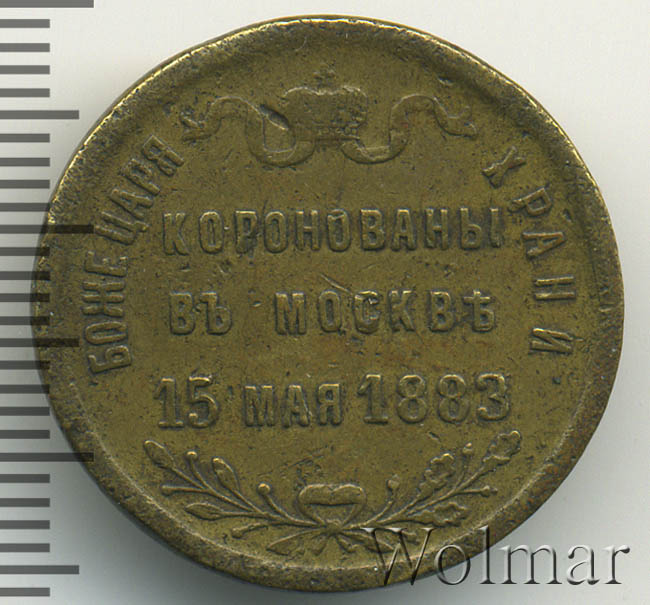 БОЖЕ ЦАРЯ ХРАНИ
КОРОНОВАНЫ
ВЪ МОСКВѢ
15 МАЯ 1883
Wolmar